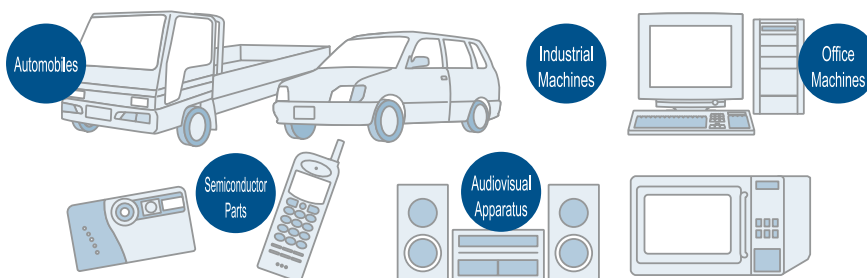 Automobiles
Industrial
Machines
Office
Machines
Semiconductor
Parts
Audiovisual
Apparatus